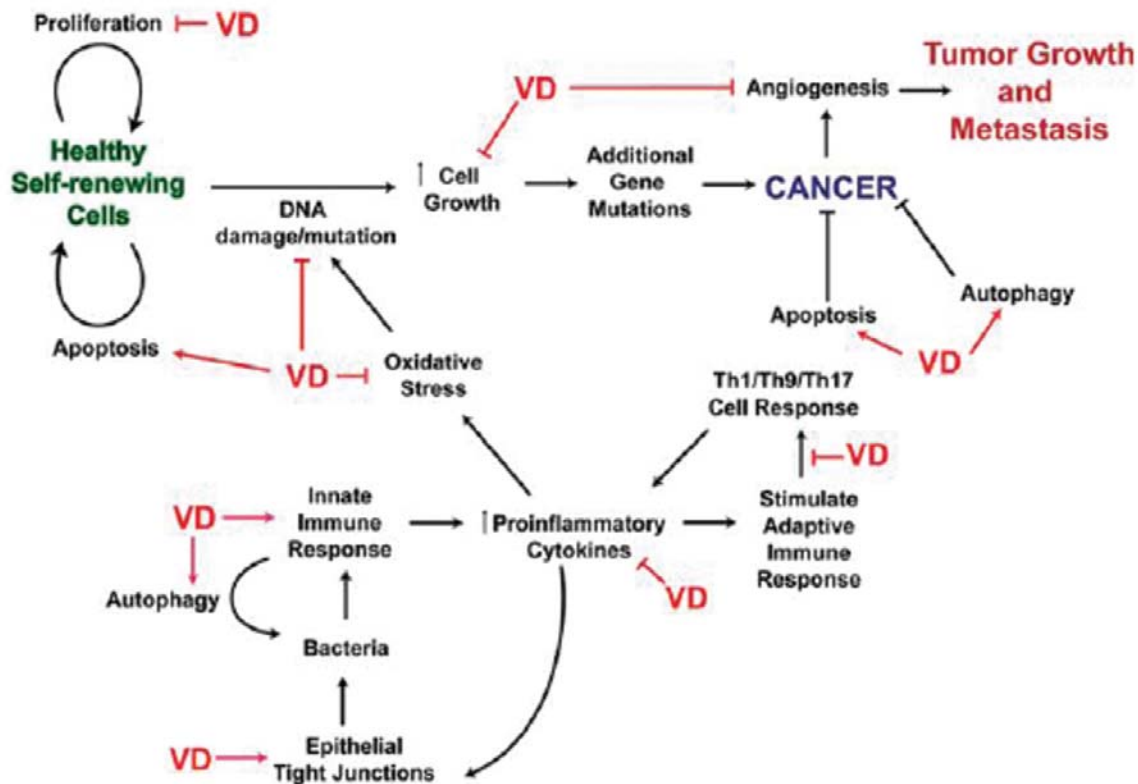 Proliferation
VD
Healthy
Self-renewing
Cells
Apoptosis
VD
DNA
damage/mutation
Oxidative
Stress
VD
↑ Cell
Growth
Additional
Gene
Mutations
CANCER
Angiogenesis
Tumor Growth
and
Metastasis
Apoptosis
Autophagy
VD
Th1/Th9/Th17
Cell Response
VD
Stimulate
Adaptive
Immune
Response
↑Proinflammatory
Cytokines
VD
VD
Innate
Immune
Response
Autophagy
Bacteria
VD
Epithelial
Tight Junctions